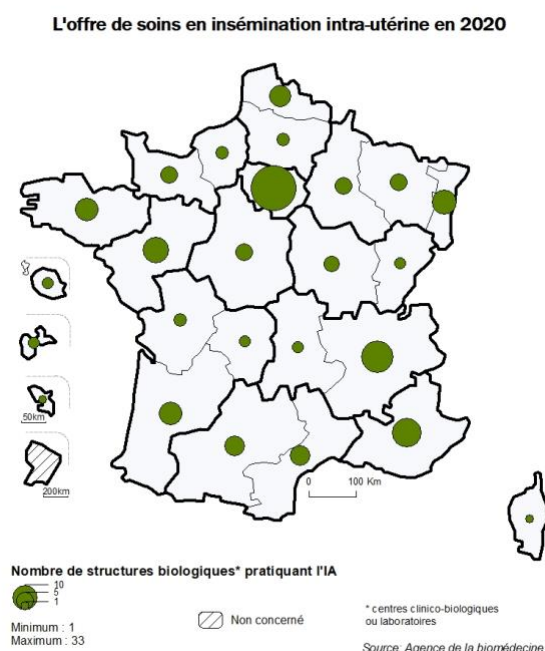 L'offre de soins en insémination intra-utérine en 2020
50km
200km
0 100 Km
Nombre de structures biologiques* pratiquant l'IA
10
5
1
Minimum : 1
Maximum : 33
Non concerné
* centres clinico-biologiques
ou laboratoires
Source: Agence de la biomédecine